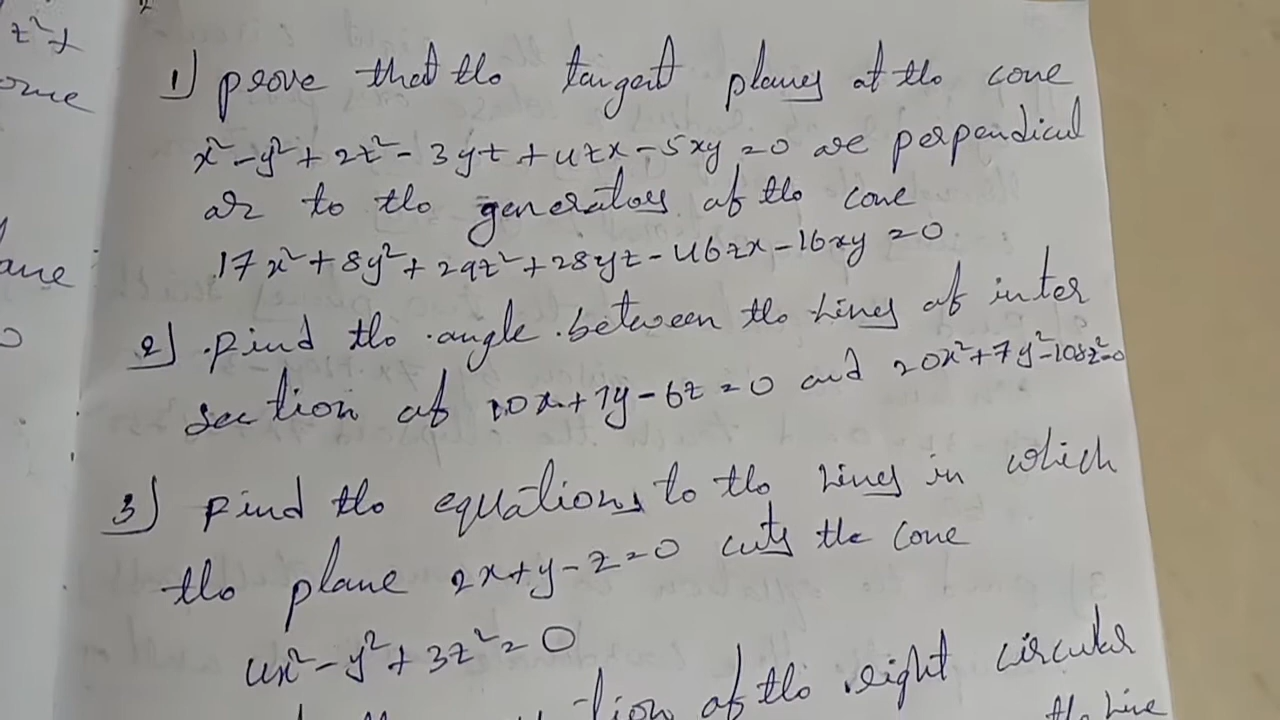 z²+
1) prove that the tangent planes at the cone
x²-y²+2z²-3yz+4zx-5xy=0 are perpendicul
ar to the generators of the cone
17x²+8y²+29z²+28yz-46zx-16xy=0
2) Find the angle between the lines of inter
section of 10x+7y-6z=0 and 20x²+7y²-108z²=0
3) Find the equations to the lines in which
the plane 2x+y-z=0 cuts the cone
4x²-y²+3z²=0
of the right circular
the line